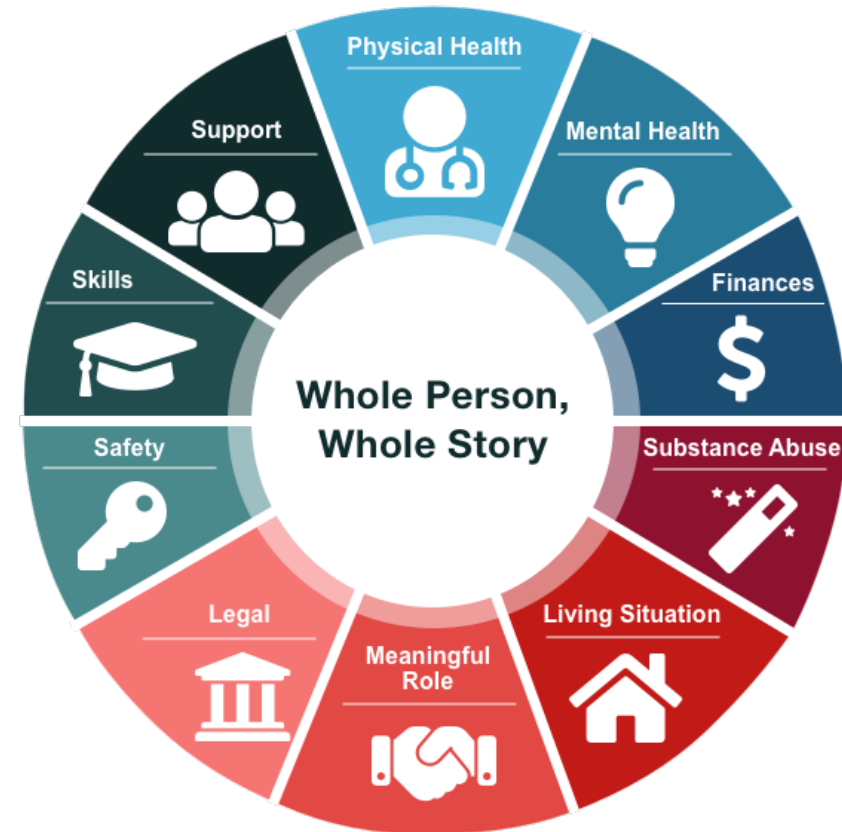 Physical Health
Mental Health
Finances
Substance Abuse
Living Situation
Meaningful
Role
Legal
Safety
Skills
Support
Whole Person,
Whole Story